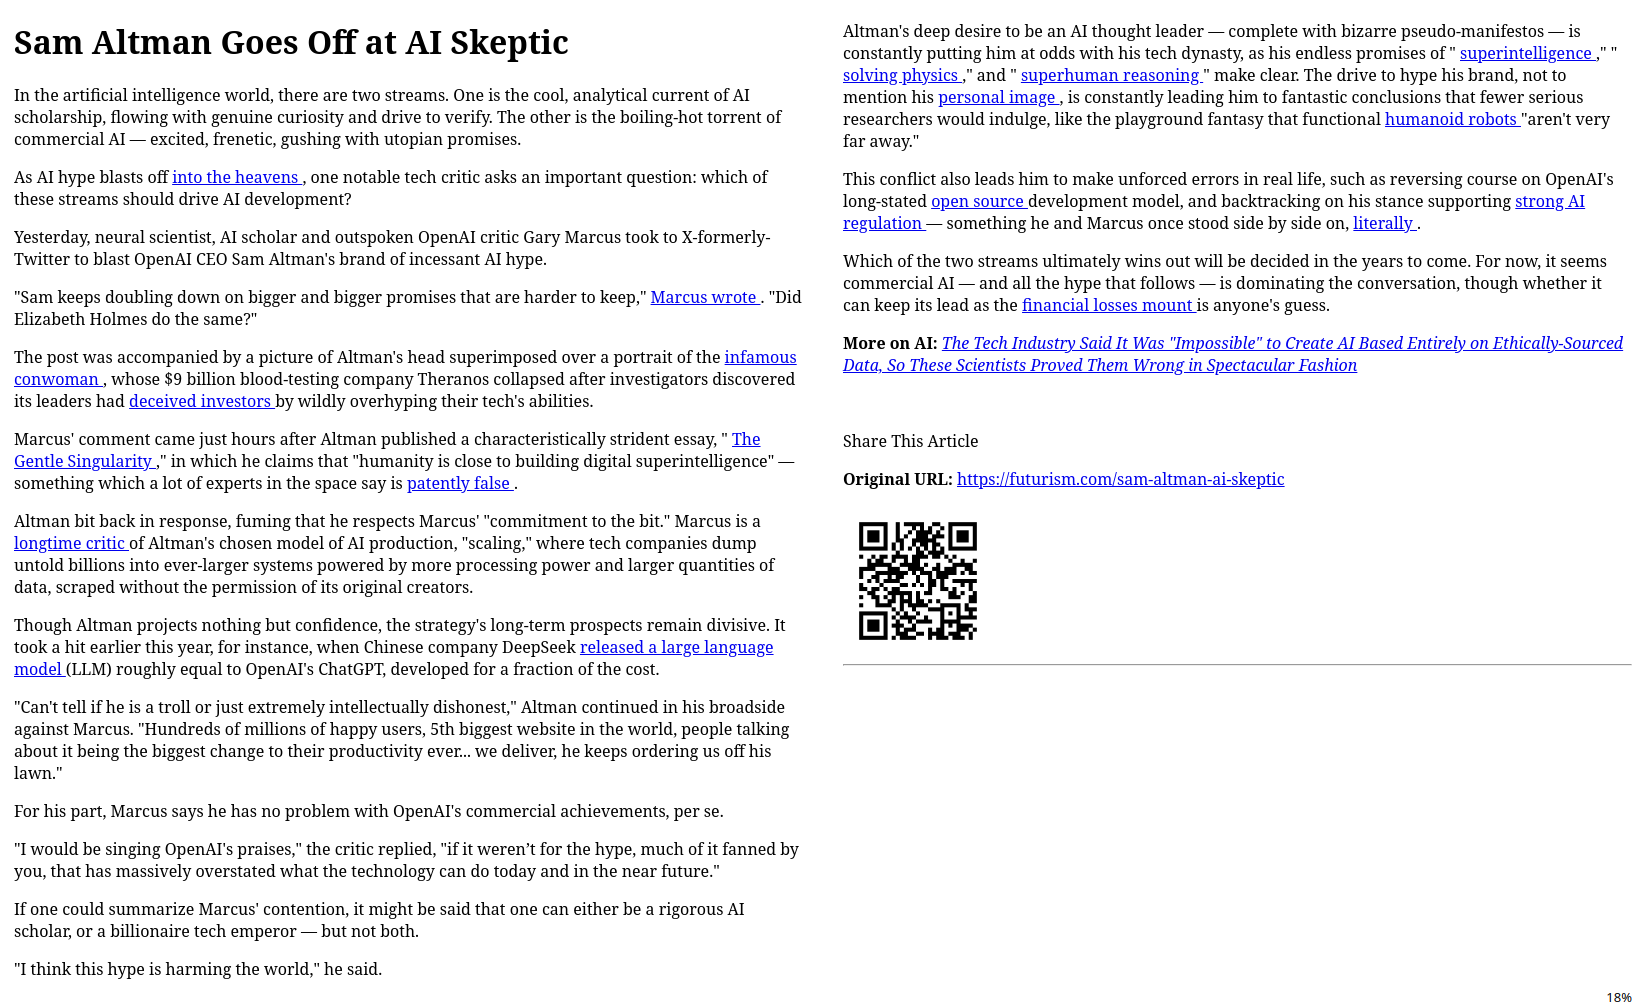 Sam Altman Goes Off at AI Skeptic
In the artificial intelligence world, there are two streams. One is the cool, analytical current of AI
scholarship, flowing with genuine curiosity and drive to verify. The other is the boiling-hot torrent of
commercial AI — excited, frenetic, gushing with utopian promises.
As AI hype blasts off into the heavens , one notable tech critic asks an important question: which of
these streams should drive AI development?
Yesterday, neural scientist, AI scholar and outspoken OpenAI critic Gary Marcus took to X-formerly-
Twitter to blast OpenAI CEO Sam Altman's brand of incessant AI hype.
"Sam keeps doubling down on bigger and bigger promises that are harder to keep," Marcus wrote . "Did
Elizabeth Holmes do the same?"
The post was accompanied by a picture of Altman's head superimposed over a portrait of the infamous
conwoman , whose $9 billion blood-testing company Theranos collapsed after investigators discovered
its leaders had deceived investors by wildly overhyping their tech's abilities.
Marcus' comment came just hours after Altman published a characteristically strident essay, " The
Gentle Singularity ," in which he claims that "humanity is close to building digital superintelligence" —
something which a lot of experts in the space say is patently false .
Altman bit back in response, fuming that he respects Marcus' "commitment to the bit." Marcus is a
longtime critic of Altman's chosen model of AI production, "scaling," where tech companies dump
untold billions into ever-larger systems powered by more processing power and larger quantities of
data, scraped without the permission of its original creators.
Though Altman projects nothing but confidence, the strategy's long-term prospects remain divisive. It
took a hit earlier this year, for instance, when Chinese company DeepSeek released a large language
model (LLM) roughly equal to OpenAI's ChatGPT, developed for a fraction of the cost.
"Can't tell if he is a troll or just extremely intellectually dishonest," Altman continued in his broadside
against Marcus. "Hundreds of millions of happy users, 5th biggest website in the world, people talking
about it being the biggest change to their productivity ever... we deliver, he keeps ordering us off his
lawn."
For his part, Marcus says he has no problem with OpenAI's commercial achievements, per se.
"I would be singing OpenAI's praises," the critic replied, "if it weren’t for the hype, much of it fanned by
you, that has massively overstated what the technology can do today and in the near future."
If one could summarize Marcus' contention, it might be said that one can either be a rigorous AI
scholar, or a billionaire tech emperor — but not both.
"I think this hype is harming the world," he said.
Altman's deep desire to be an AI thought leader — complete with bizarre pseudo-manifestos — is
constantly putting him at odds with his tech dynasty, as his endless promises of " superintelligence ," "
solving physics ," and " superhuman reasoning " make clear. The drive to hype his brand, not to
mention his personal image , is constantly leading him to fantastic conclusions that fewer serious
researchers would indulge, like the playground fantasy that functional humanoid robots "aren't very
far away."
This conflict also leads him to make unforced errors in real life, such as reversing course on OpenAI's
long-stated open source development model, and backtracking on his stance supporting strong AI
regulation — something he and Marcus once stood side by side on, literally .
Which of the two streams ultimately wins out will be decided in the years to come. For now, it seems
commercial AI — and all the hype that follows — is dominating the conversation, though whether it
can keep its lead as the financial losses mount is anyone's guess.
More on AI: The Tech Industry Said It Was "Impossible" to Create AI Based Entirely on Ethically-Sourced
Data, So These Scientists Proved Them Wrong in Spectacular Fashion
Share This Article
Original URL: https://futurism.com/sam-altman-ai-skeptic
18%